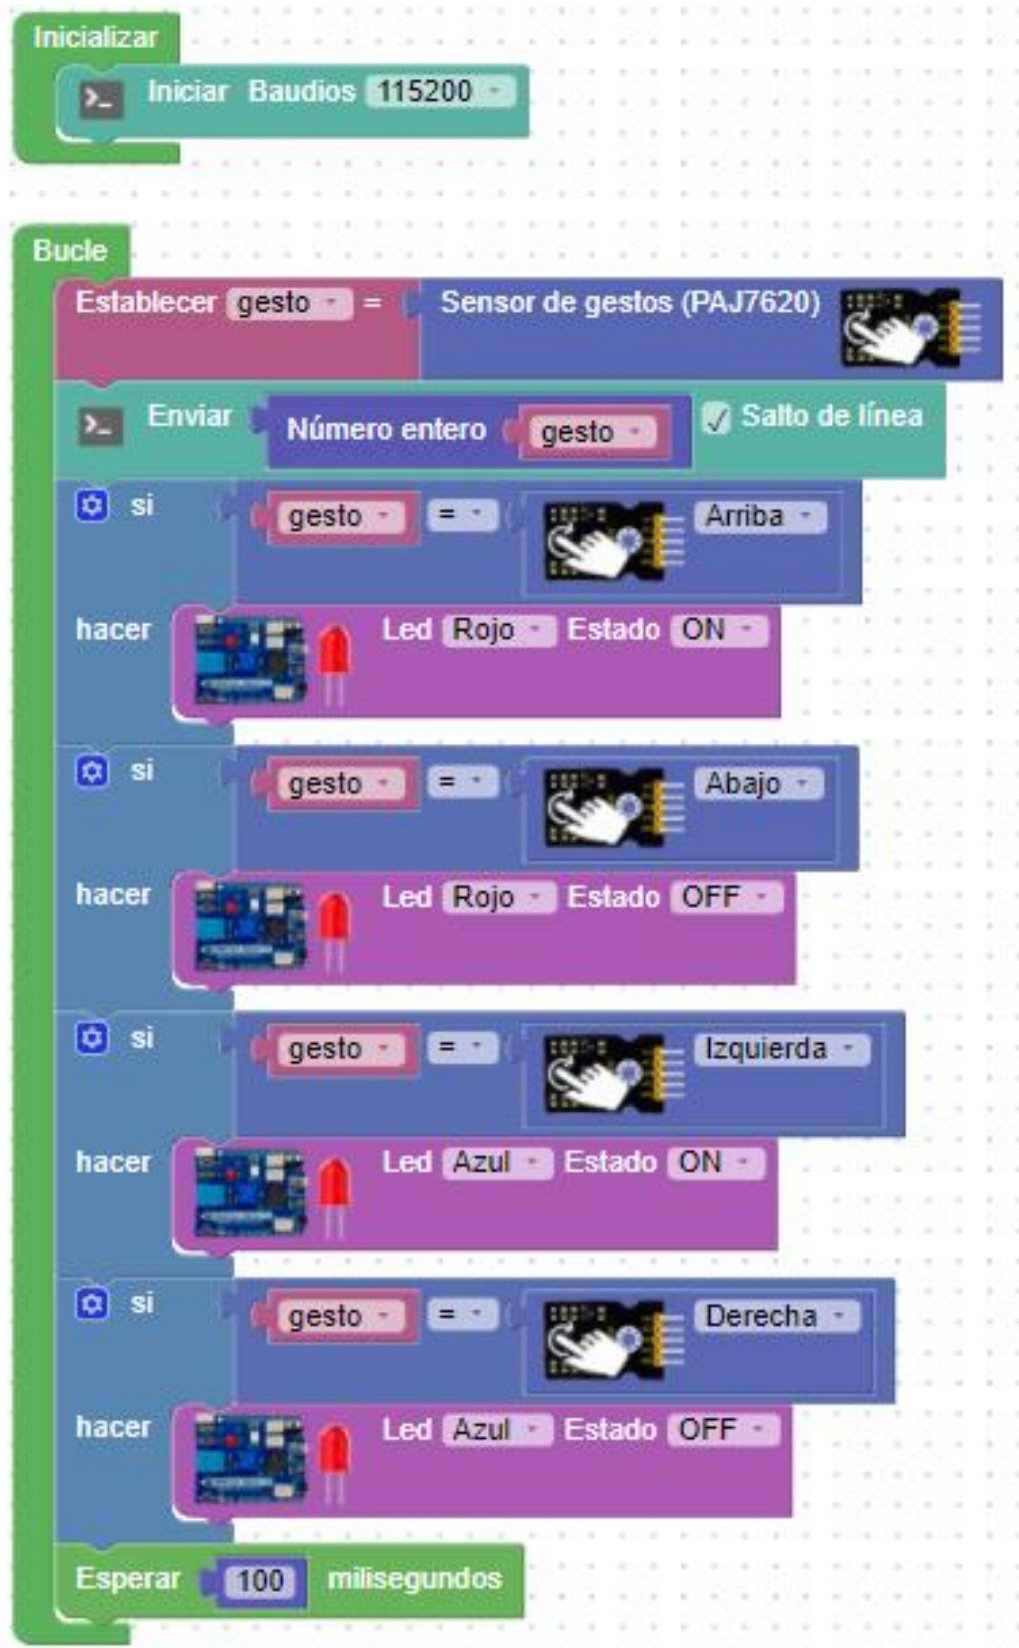 Inicializar
Iniciar Baudios 115200
Bucle
Establecer gesto = Sensor de gestos (PAJ7620)
Enviar Número entero gesto Salto de línea
si gesto = Arriba
hacer Led Rojo Estado ON
si gesto = Abajo
hacer Led Rojo Estado OFF
si gesto = Izquierda
hacer Led Azul Estado ON
si gesto = Derecha
hacer Led Azul Estado OFF
Esperar 100 milisegundos